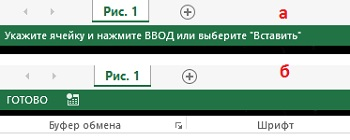 Рис. 1 а
Укажите ячейку и нажмите ВВОД или выберите "Вставить"
Рис. 1 б
ГОТОВО
Буфер обмена Шрифт